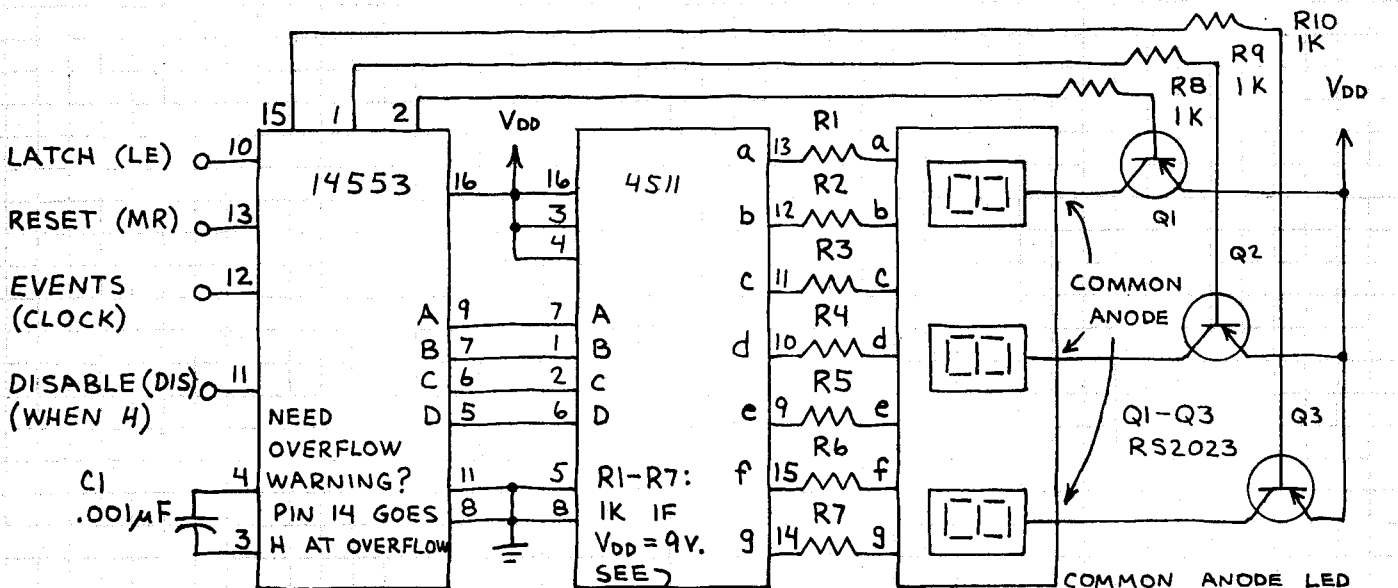 R10
1K
R9
1K
R8
1K
VDD
15 1 2
VDD
LATCH (LE) 10
14553
16
16
4511
3
4
RESET (MR) 13
EVENTS
(CLOCK)
12
DISABLE (DIS)
(WHEN H)
11
A 9 7 A
B 7 1 B
C 6 2 C
D 5 6 D
NEED
OVERFLOW
WARNING?
PIN 14 GOES
H AT OVERFLOW
11 5
8 8
C1
.001µF
4
3
R1-R7:
1K IF
VDD = 9V.
SEE
R1
a 13 a
R2
b 12 b
R3
c 11 c
R4
d 10 d
R5
e 9 e
R6
f 15 f
R7
g 14 g
Q1
Q2
Q3
COMMON
ANODE
Q1-Q3
RS2023
COMMON ANODE LED